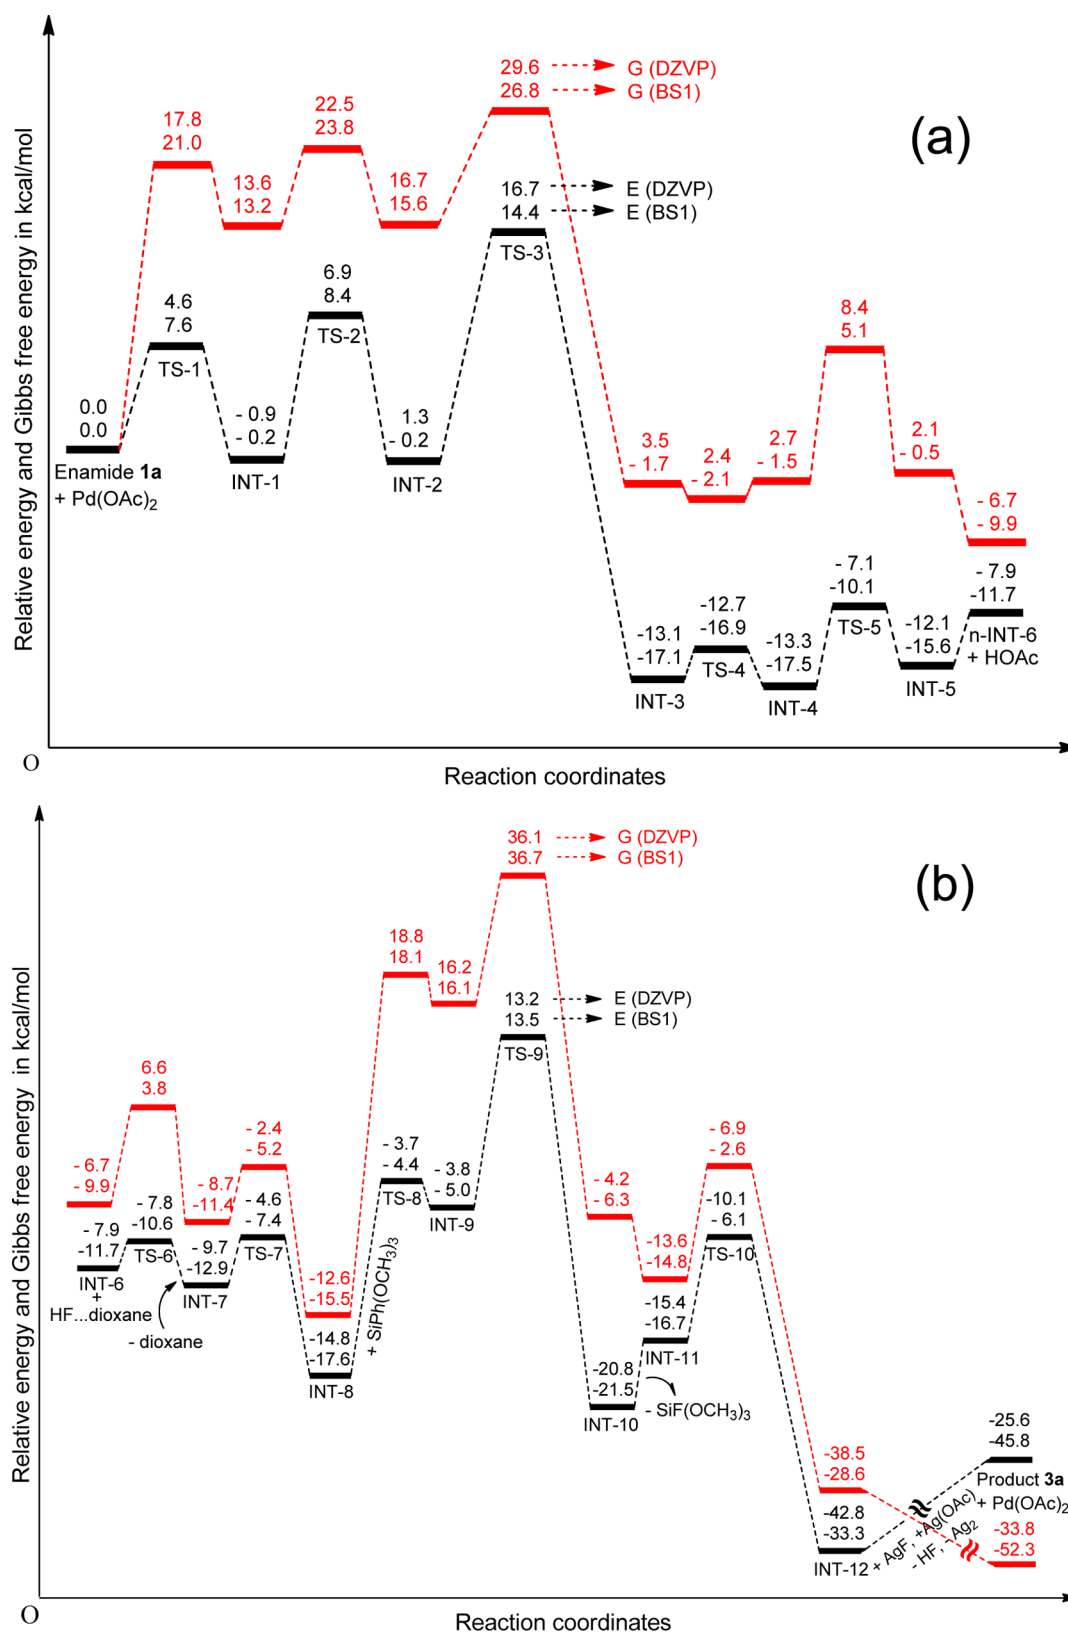 (a)
Relative energy and Gibbs free energy in kcal/mol
29.6 G (DZVP)
26.8 G (BS1)
17.8
21.0
22.5
23.8
13.6
13.2
16.7
15.6
16.7 E (DZVP)
14.4 E (BS1)
TS-3
4.6
7.6
TS-1
6.9
8.4
TS-2
0.0
0.0
Enamide 1a
+ Pd(OAc)2
- 0.9
- 0.2
INT-1
1.3
- 0.2
INT-2
3.5
- 1.7
2.4
- 2.1
2.7
- 1.5
8.4
5.1
2.1
- 0.5
- 6.7
- 9.9
-13.1
-17.1
INT-3
-12.7
-16.9
TS-4
-13.3
-17.5
INT-4
- 7.1
-10.1
TS-5
-12.1
-15.6
INT-5
- 7.9
-11.7
n-INT-6
+ HOAc
O
Reaction coordinates
(b)
Relative energy and Gibbs free energy in kcal/mol
36.1 G (DZVP)
36.7 G (BS1)
18.8
18.1
16.2
16.1
13.2 E (DZVP)
13.5 E (BS1)
TS-9
6.6
3.8
- 6.7
- 9.9
- 8.7
-11.4
- 2.4
- 5.2
-12.6
-15.5
- 7.9
-11.7
INT-6
+
HF...dioxane
- 7.8
-10.6
TS-6
- 9.7
-12.9
INT-7
- dioxane
- 4.6
- 7.4
TS-7
-14.8
-17.6
INT-8
+ SiPh(OCH3)3
- 3.7
- 4.4
TS-8
- 3.8
- 5.0
INT-9
- 4.2
- 6.3
-13.6
-14.8
- 6.9
- 2.6
-20.8
-21.5
INT-10
- SiF(OCH3)3
-15.4
-16.7
INT-11
-10.1
- 6.1
TS-10
-38.5
-28.6
-42.8
-33.3
INT-12
+ AgF, +Ag(OAc)
- HF, - Ag2
-25.6
-45.8
Product 3a
+ Pd(OAc)2
-33.8
-52.3
O
Reaction coordinates